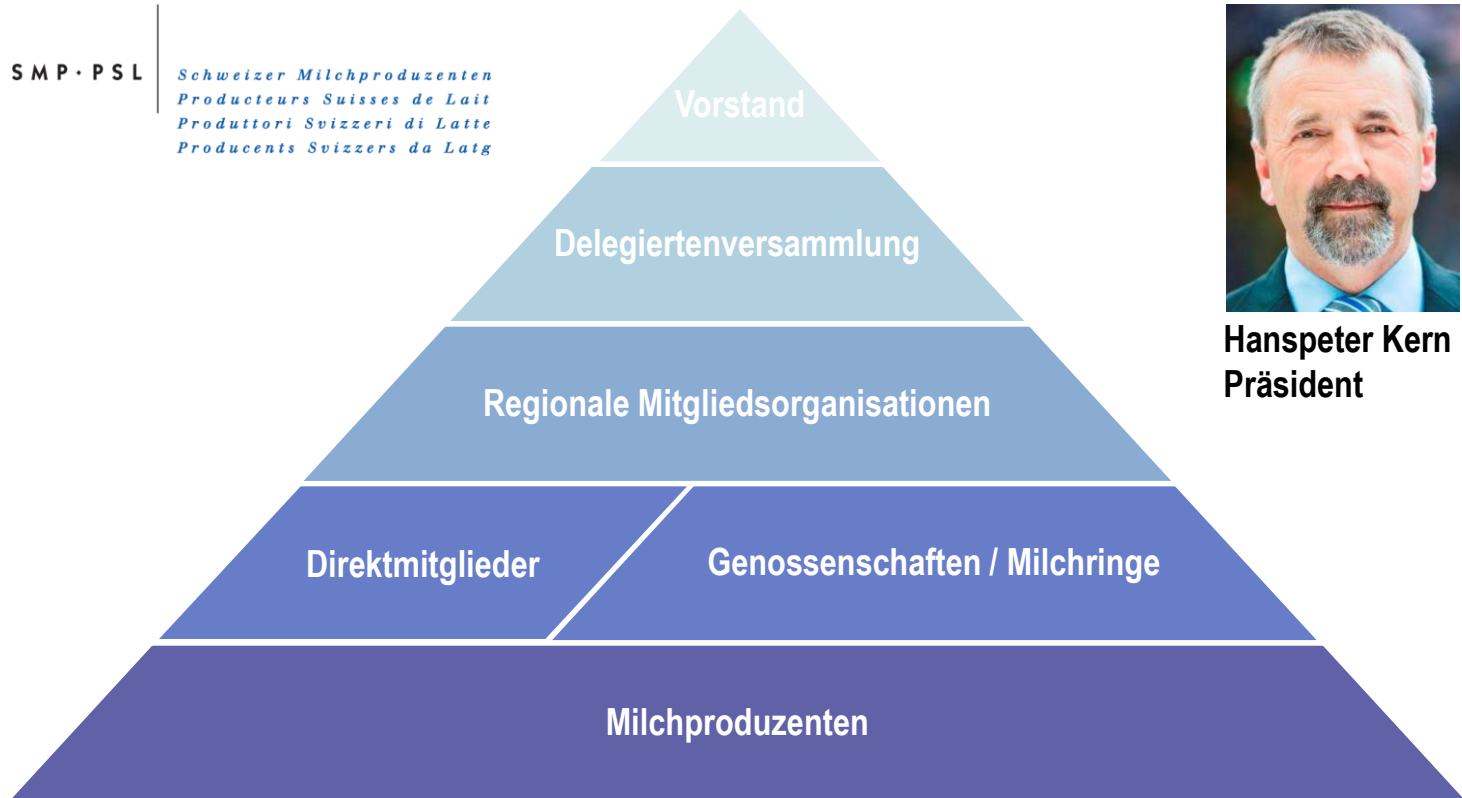 SMP·PSL
Schweizer Milchproduzenten
Producteurs Suisses de Lait
Produttori Svizzeri di Latte
Producents Svizzers da Latg
Vorstand
Delegiertenversammlung
Regionale Mitgliedsorganisationen
Direktmitglieder
Genossenschaften / Milchringe
Milchproduzenten
Hanspeter Kern
Präsident